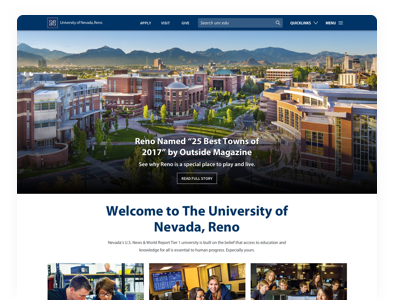 University of Nevada, Reno
APPLY VISIT GIVE Search unr.edu QUICKLINKS MENU
Reno Named “25 Best Towns of
2017” by Outside Magazine
See why Reno is a special place to play and live.
READ FULL STORY
Welcome to The University of
Nevada, Reno
Nevada's U.S. News & World Report Tier 1 university is built on the belief that access to education and
knowledge for all is essential to human progress. Especially yours.